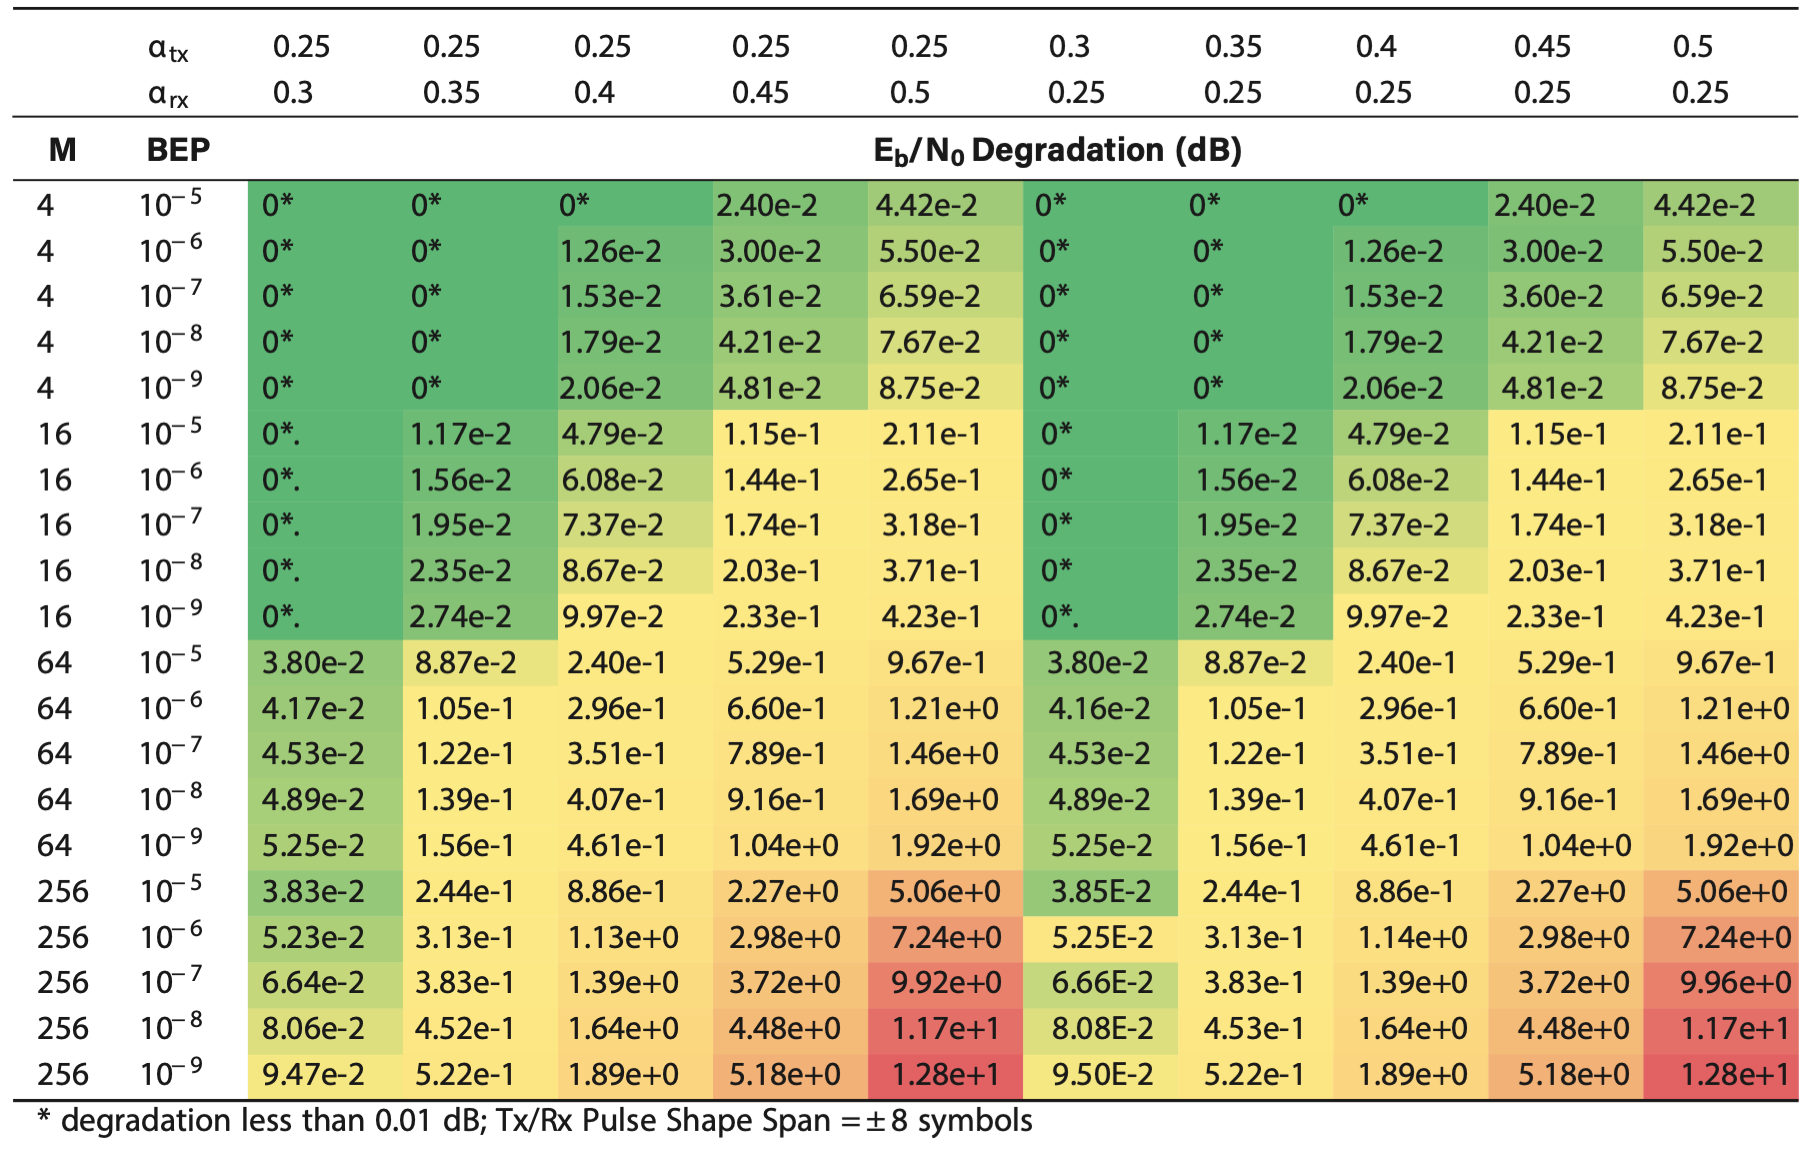 αtx 0.25 0.25 0.25 0.25 0.25 0.3 0.35 0.4 0.45 0.5
αrx 0.3 0.35 0.4 0.45 0.5 0.25 0.25 0.25 0.25 0.25
M BEP Eb/N0 Degradation (dB)
4 10−5 0* 0* 0* 2.40e-2 4.42e-2 0* 0* 0* 2.40e-2 4.42e-2
4 10−6 0* 0* 1.26e-2 3.00e-2 5.50e-2 0* 0* 1.26e-2 3.00e-2 5.50e-2
4 10−7 0* 0* 1.53e-2 3.61e-2 6.59e-2 0* 0* 1.53e-2 3.60e-2 6.59e-2
4 10−8 0* 0* 1.79e-2 4.21e-2 7.67e-2 0* 0* 1.79e-2 4.21e-2 7.67e-2
4 10−9 0* 0* 2.06e-2 4.81e-2 8.75e-2 0* 0* 2.06e-2 4.81e-2 8.75e-2
16 10−5 0*. 1.17e-2 4.79e-2 1.15e-1 2.11e-1 0* 1.17e-2 4.79e-2 1.15e-1 2.11e-1
16 10−6 0*. 1.56e-2 6.08e-2 1.44e-1 2.65e-1 0* 1.56e-2 6.08e-2 1.44e-1 2.65e-1
16 10−7 0*. 1.95e-2 7.37e-2 1.74e-1 3.18e-1 0* 1.95e-2 7.37e-2 1.74e-1 3.18e-1
16 10−8 0*. 2.35e-2 8.67e-2 2.03e-1 3.71e-1 0* 2.35e-2 8.67e-2 2.03e-1 3.71e-1
16 10−9 0*. 2.74e-2 9.97e-2 2.33e-1 4.23e-1 0*. 2.74e-2 9.97e-2 2.33e-1 4.23e-1
64 10−5 3.80e-2 8.87e-2 2.40e-1 5.29e-1 9.67e-1 3.80e-2 8.87e-2 2.40e-1 5.29e-1 9.67e-1
64 10−6 4.17e-2 1.05e-1 2.96e-1 6.60e-1 1.21e+0 4.16e-2 1.05e-1 2.96e-1 6.60e-1 1.21e+0
64 10−7 4.53e-2 1.22e-1 3.51e-1 7.89e-1 1.46e+0 4.53e-2 1.22e-1 3.51e-1 7.89e-1 1.46e+0
64 10−8 4.89e-2 1.39e-1 4.07e-1 9.16e-1 1.69e+0 4.89e-2 1.39e-1 4.07e-1 9.16e-1 1.69e+0
64 10−9 5.25e-2 1.56e-1 4.61e-1 1.04e+0 1.92e+0 5.25e-2 1.56e-1 4.61e-1 1.04e+0 1.92e+0
256 10−5 3.83e-2 2.44e-1 8.86e-1 2.27e+0 5.06e+0 3.85E-2 2.44e-1 8.86e-1 2.27e+0 5.06e+0
256 10−6 5.23e-2 3.13e-1 1.13e+0 2.98e+0 7.24e+0 5.25E-2 3.13e-1 1.14e+0 2.98e+0 7.24e+0
256 10−7 6.64e-2 3.83e-1 1.39e+0 3.72e+0 9.92e+0 6.66E-2 3.83e-1 1.39e+0 3.72e+0 9.96e+0
256 10−8 8.06e-2 4.52e-1 1.64e+0 4.48e+0 1.17e+1 8.08E-2 4.53e-1 1.64e+0 4.48e+0 1.17e+1
256 10−9 9.47e-2 5.22e-1 1.89e+0 5.18e+0 1.28e+1 9.50E-2 5.22e-1 1.89e+0 5.18e+0 1.28e+1
* degradation less than 0.01 dB; Tx/Rx Pulse Shape Span = ± 8 symbols